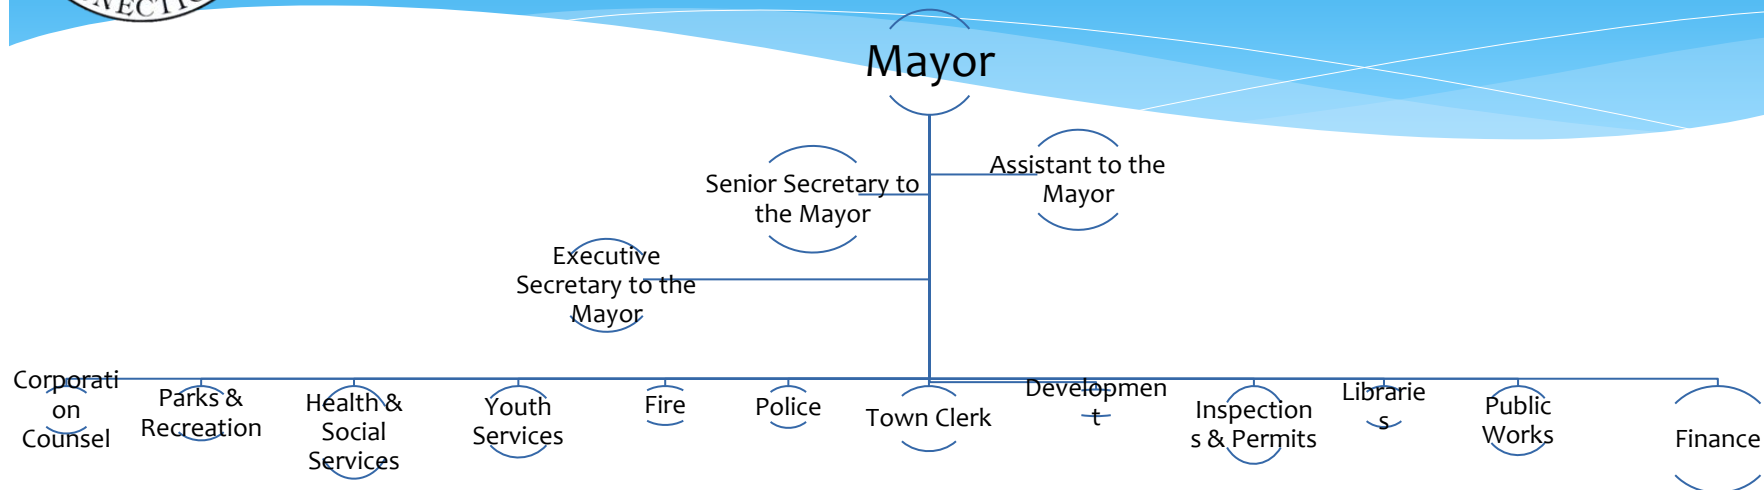 NECTIC
Mayor
Assistant to the
Mayor
Senior Secretary to
the Mayor
Executive
Secretary to the
Mayor
Corporati
on
Counsel
Parks &
Recreation
Health &
Social
Services
Youth
Services
Fire
Police
Town Clerk
Developmen
t
Inspection
s & Permits
Librarie
s
Public
Works
Finance